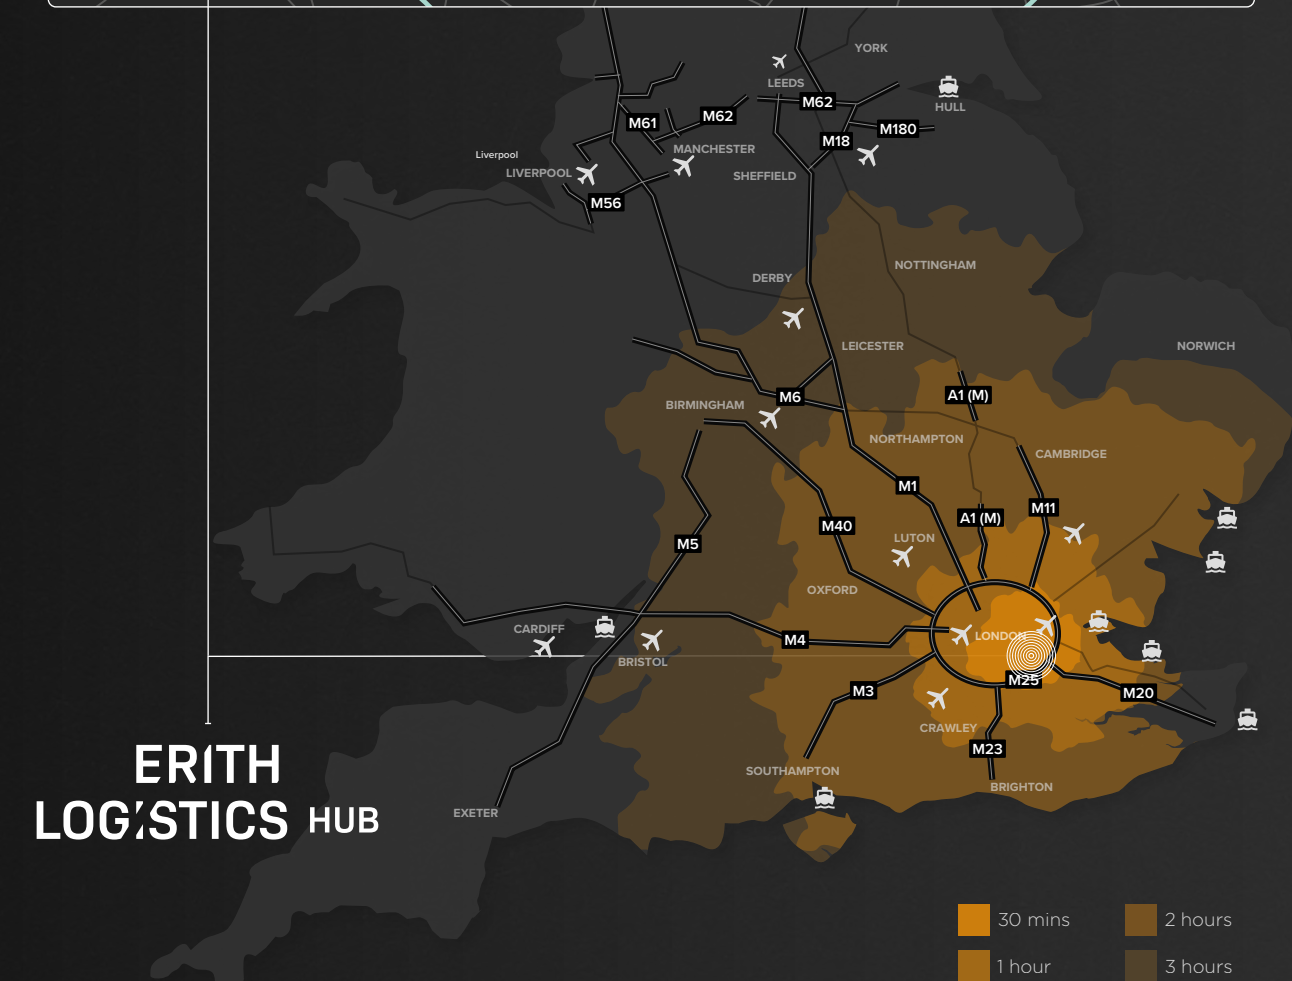 YORK
LEEDS
HULL
M62
M61
M62
M180
M18
MANCHESTER
Liverpool
LIVERPOOL
SHEFFIELD
M56
NOTTINGHAM
DERBY
LEICESTER
NORWICH
M6
A1 (M)
BIRMINGHAM
NORTHAMPTON
CAMBRIDGE
M1
M11
A1 (M)
M40
LUTON
M5
OXFORD
CARDIFF
LONDON
M4
BRISTOL
M25
M3
M20
CRAWLEY
M23
SOUTHAMPTON
BRIGHTON
EXETER
ERITH
LOGISTICS HUB
30 mins
2 hours
1 hour
3 hours